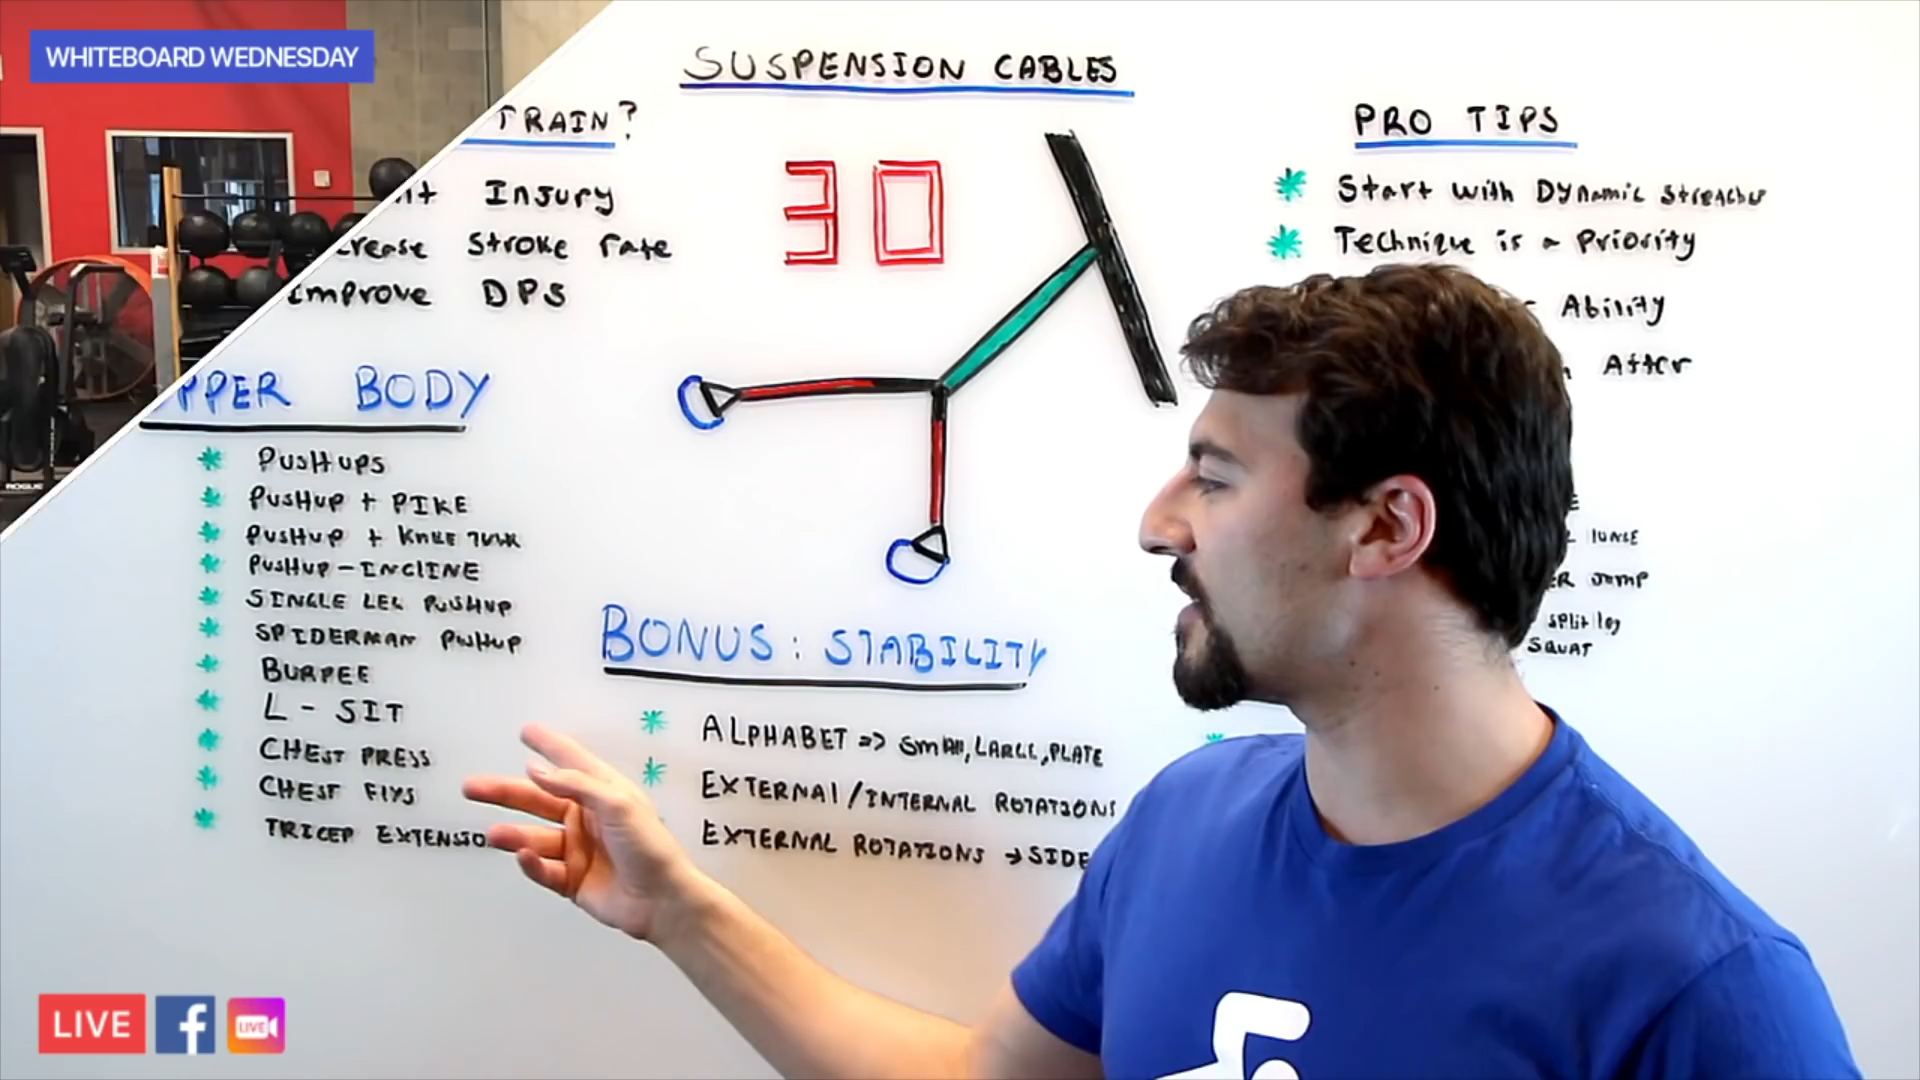 WHITEBOARD WEDNESDAY
SUSPENSION CABLES
TRAIN?
Injury
Stroke rate
Improve DPS
30
PRO TIPS
Start with Dynamic
Technique is a Priority
Ability
After
UPPER BODY
PUSHUPS
PUSHUP + PIKE
PUSHUP + KNEE
PUSHUP - INCLINE
SINGLE LEG PUSHUP
SPIDERMAN PUSHUP
BURPEE
L - SIT
CHEST PRESS
CHEST FLYS
TRICEP
BONUS: STABILITY
ALPHABET => Small, LARGE, PLATE
EXTERNAL/INTERNAL ROTATIONS
EXTERNAL ROTATIONS → SIDE
LUNGE
JUMP
split leg
SQUAT
ROGUE
LIVE
f
LIVE